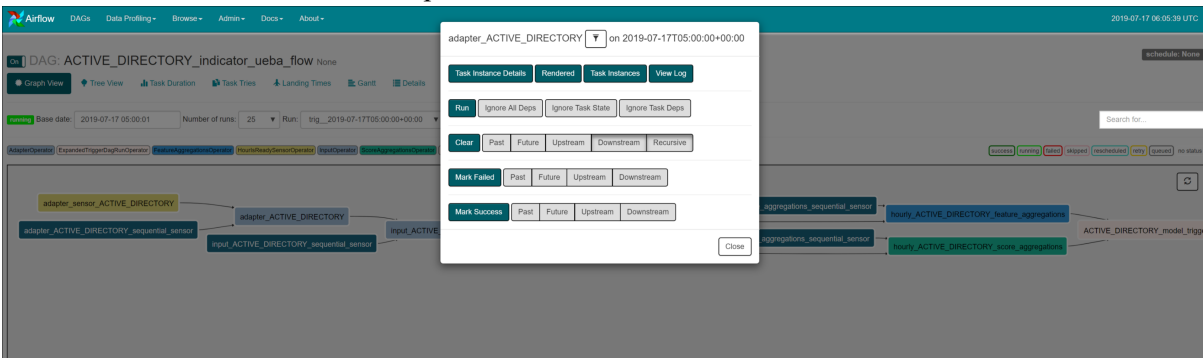 Airflow DAGs Data Profiling Browse Admin Docs About 2019-07-17 06:05:39 UTC
On DAG: ACTIVE_DIRECTORY_indicator_ueba_flow None schedule: None
Graph View Tree View Task Duration Task Tries Landing Times Gantt Details
running Base date: 2019-07-17 05:00:01 Number of runs: 25 Run: trig__2019-07-17T05:00:00+00:00 Search for...
AdapterOperator ExpandedTriggerDagRunOperator FeatureAggregationsOperator HourIsReadySensorOperator InputOperator ScoreAggregationsOperator success running failed skipped rescheduled retry queued no status
adapter_ACTIVE_DIRECTORY on 2019-07-17T05:00:00+00:00
Task Instance Details Rendered Task Instances View Log
Run Ignore All Deps Ignore Task State Ignore Task Deps
Clear Past Future Upstream Downstream Recursive
Mark Failed Past Future Upstream Downstream
Mark Success Past Future Upstream Downstream
Close
adapter_sensor_ACTIVE_DIRECTORY
adapter_ACTIVE_DIRECTORY_sequential_sensor
adapter_ACTIVE_DIRECTORY
input_ACTIVE_DIRECTORY_sequential_sensor
input_ACTIVE
_aggregations_sequential_sensor
_aggregations_sequential_sensor
hourly_ACTIVE_DIRECTORY_feature_aggregations
hourly_ACTIVE_DIRECTORY_score_aggregations
ACTIVE_DIRECTORY_model_trigge